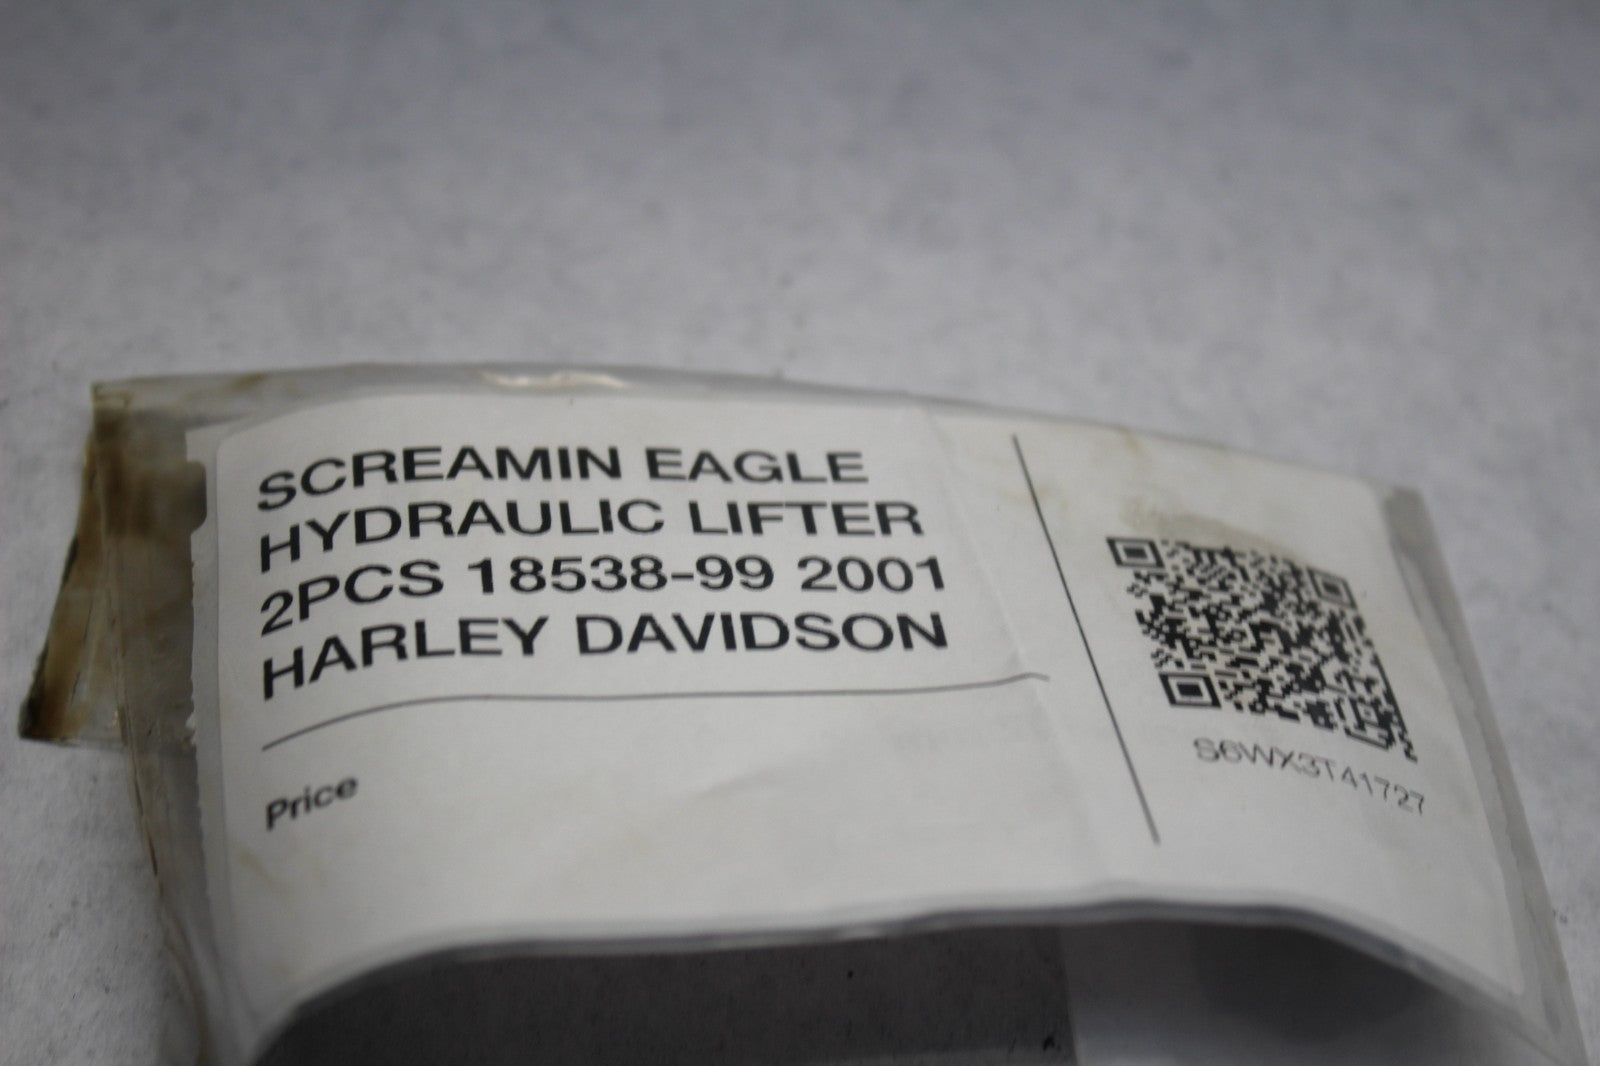 SCREAMIN EAGLE
HYDRAULIC LIFTER
2PCS 18538-99 2001
HARLEY DAVIDSON
Price
S6WX3T41727